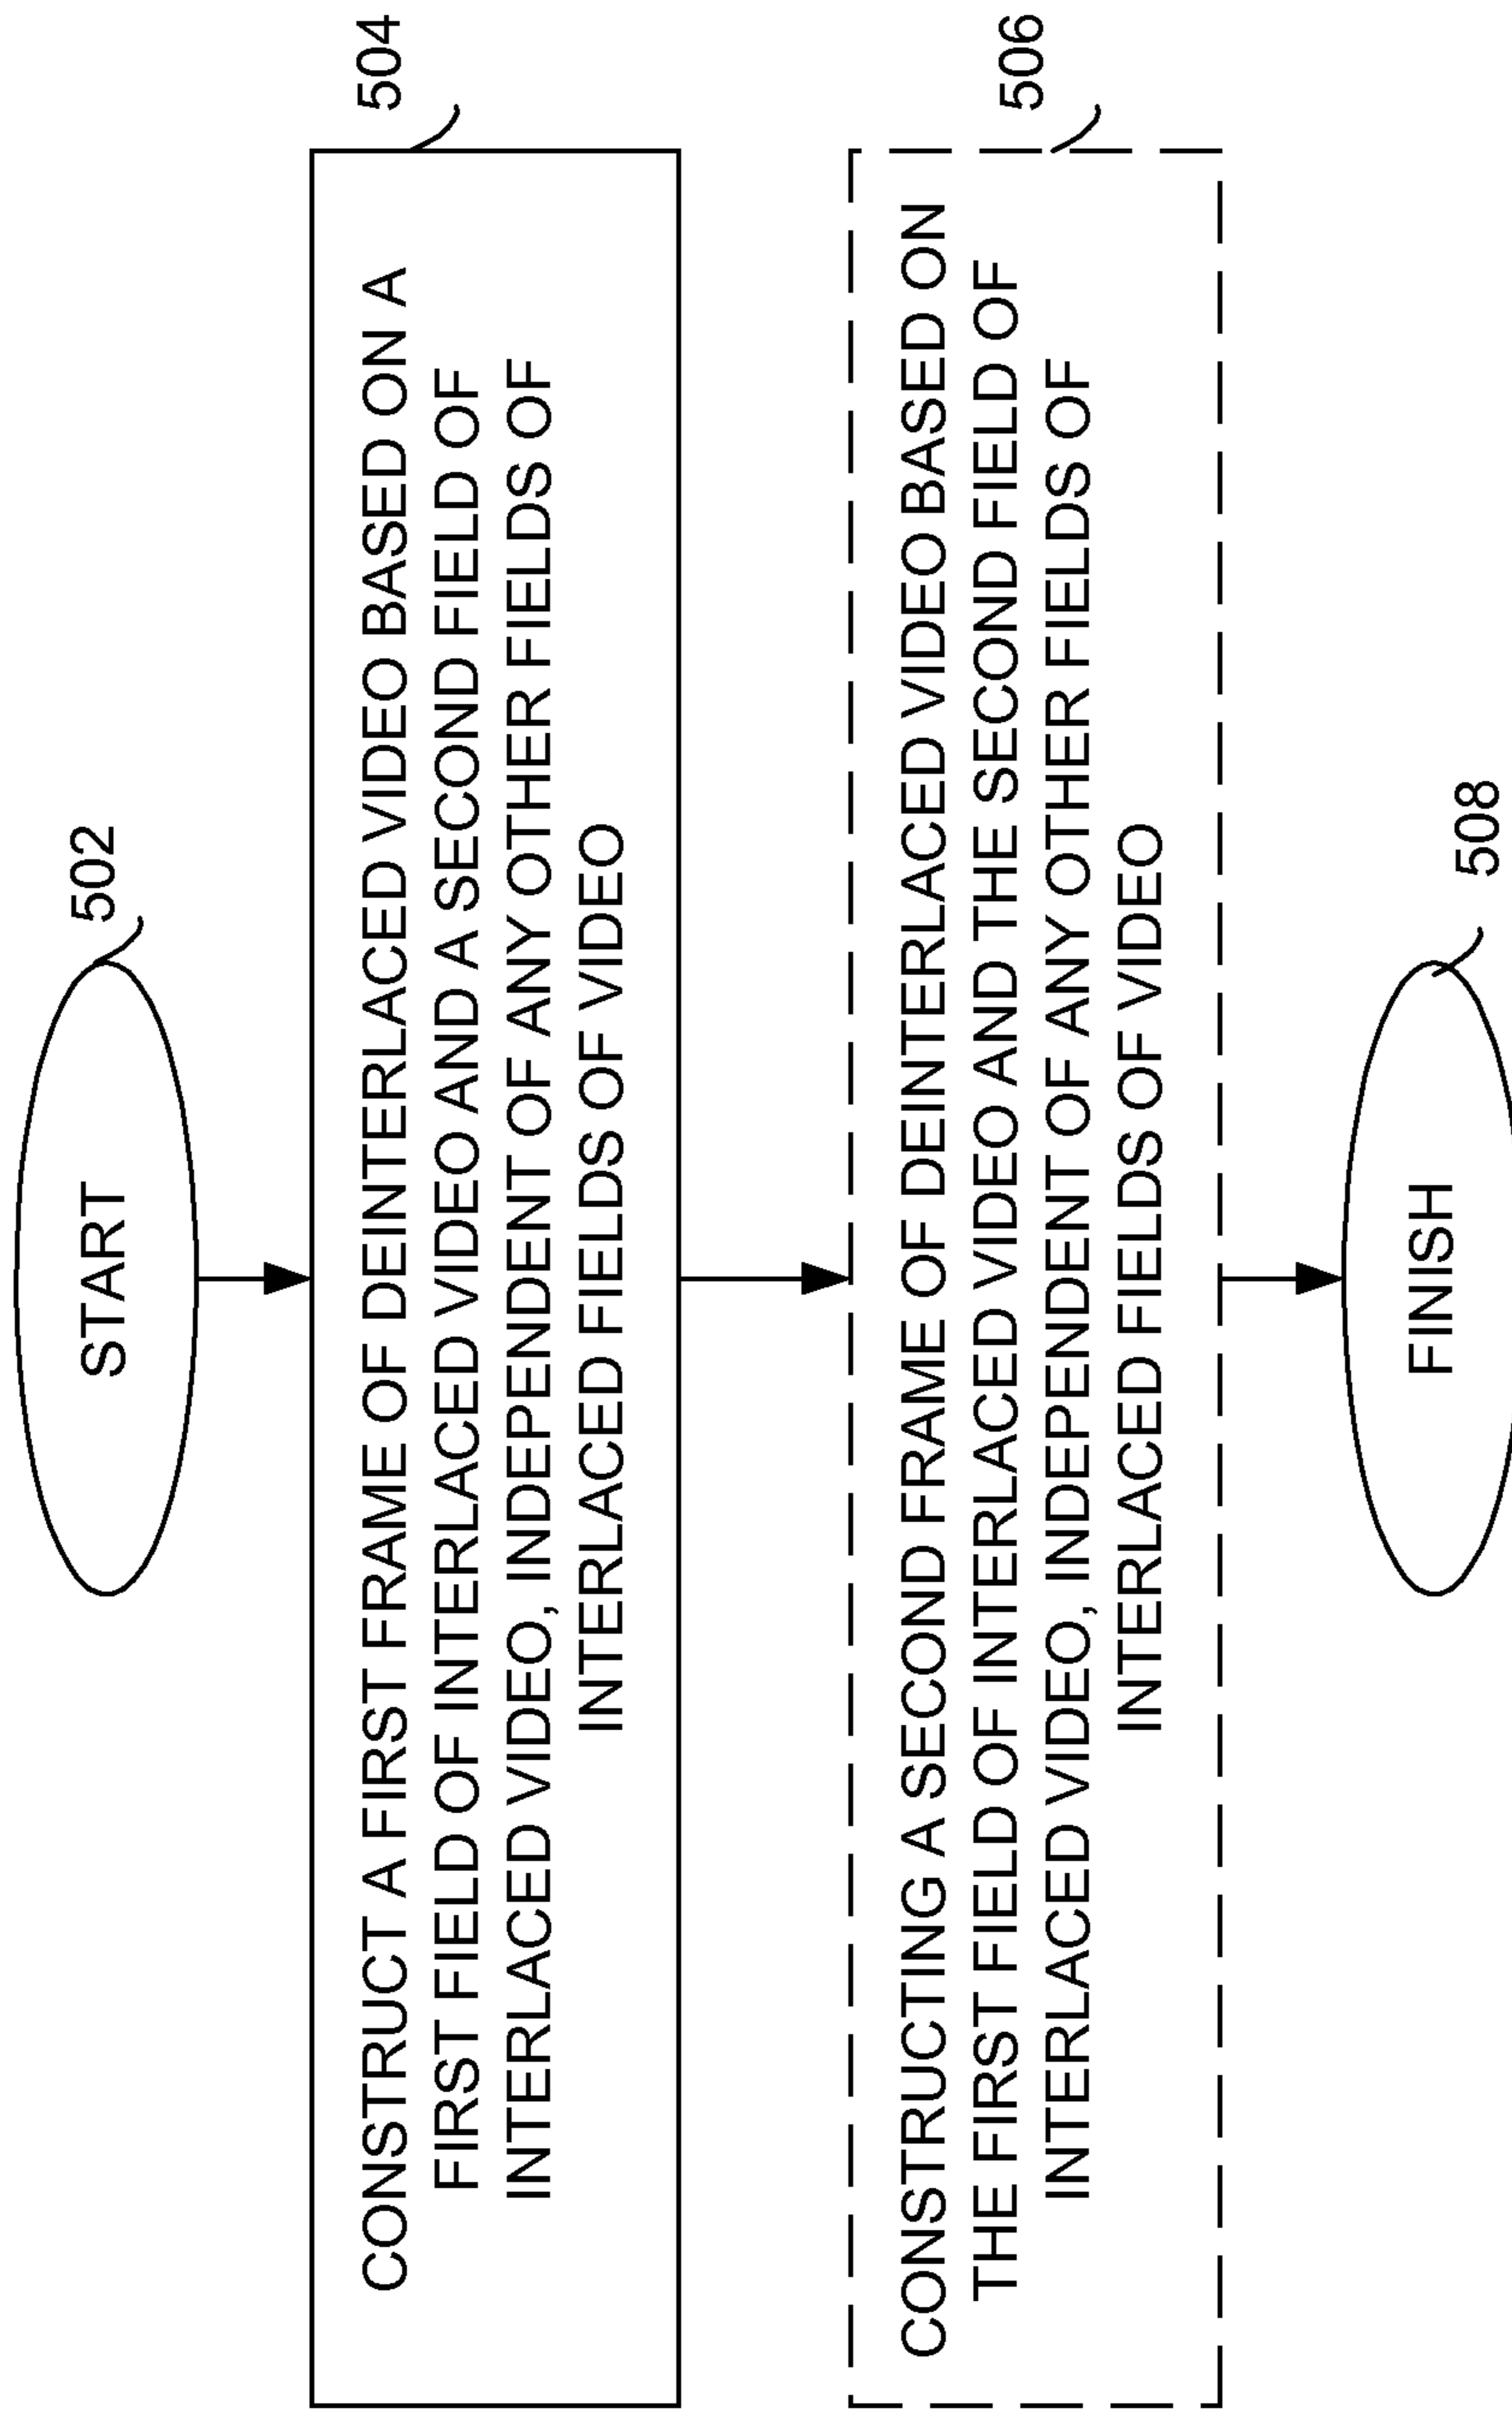 502
START
504
CONSTRUCT A FIRST FRAME OF DEINTERLACED VIDEO BASED ON A
FIRST FIELD OF INTERLACED VIDEO AND A SECOND FIELD OF
INTERLACED VIDEO, INDEPENDENT OF ANY OTHER FIELDS OF
INTERLACED FIELDS OF VIDEO
506
CONSTRUCTING A SECOND FRAME OF DEINTERLACED VIDEO BASED ON
THE FIRST FIELD OF INTERLACED VIDEO AND THE SECOND FIELD OF
INTERLACED VIDEO, INDEPENDENT OF ANY OTHER FIELDS OF
INTERLACED FIELDS OF VIDEO
508
FINISH